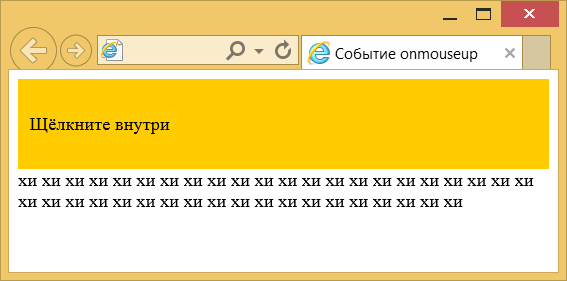 Событие onmouseup
Щёлкните внутри
хи хи хи хи хи хи хи хи хи хи хи хи хи хи хи хи хи хи хи хи хи хи
хи хи хи хи хи хи хи хи хи хи хи хи хи хи хи хи хи хи хи